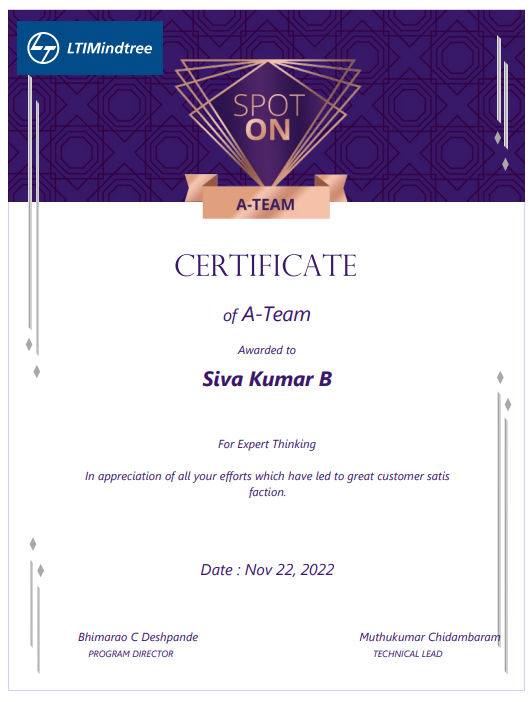 LTIMindtree
SPOT
ON
A-TEAM
CERTIFICATE
of A-Team
Awarded to
Siva Kumar B
For Expert Thinking
In appreciation of all your efforts which have led to great customer satis
faction.
Date : Nov 22, 2022
Bhimarao C Deshpande
PROGRAM DIRECTOR
Muthukumar Chidambaram
TECHNICAL LEAD